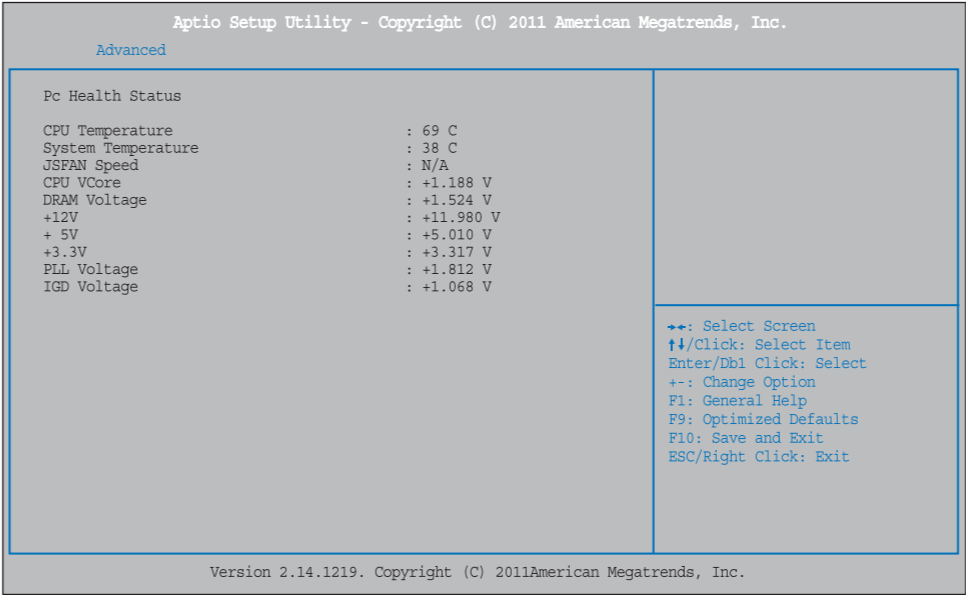 Aptio Setup Utility - Copyright (C) 2011 American Megatrends, Inc.
Advanced
Pc Health Status
CPU Temperature : 69 C
System Temperature : 38 C
JSFAN Speed : N/A
CPU VCore : +1.188 V
DRAM Voltage : +1.524 V
+12V : +11.980 V
+ 5V : +5.010 V
+3.3V : +3.317 V
PLL Voltage : +1.812 V
IGD Voltage : +1.068 V
→←: Select Screen
↑↓/Click: Select Item
Enter/Db1 Click: Select
+-: Change Option
F1: General Help
F9: Optimized Defaults
F10: Save and Exit
ESC/Right Click: Exit
Version 2.14.1219. Copyright (C) 2011American Megatrends, Inc.